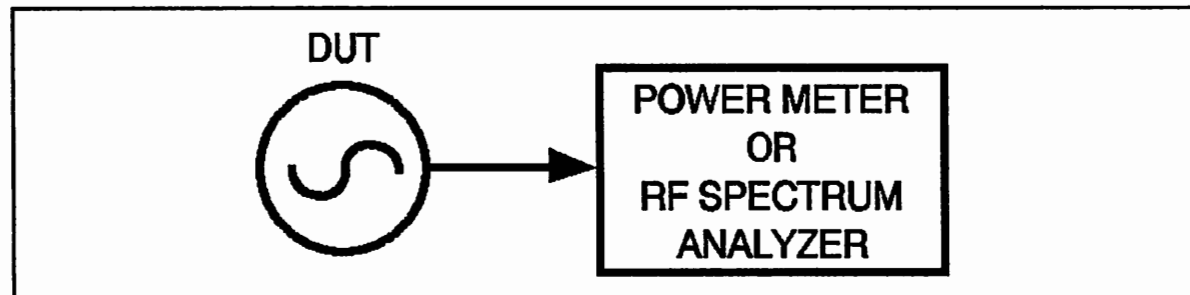 DUT
POWER METER
OR
RF SPECTRUM
ANALYZER